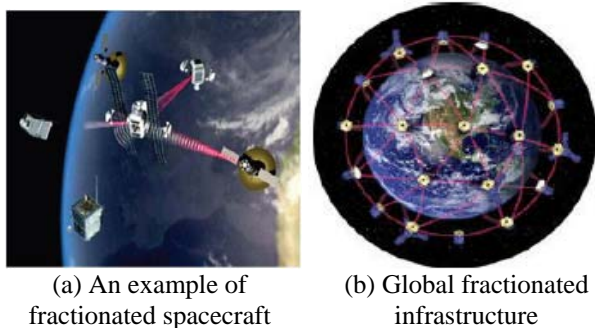 (a) An example of
fractionated spacecraft
(b) Global fractionated
infrastructure